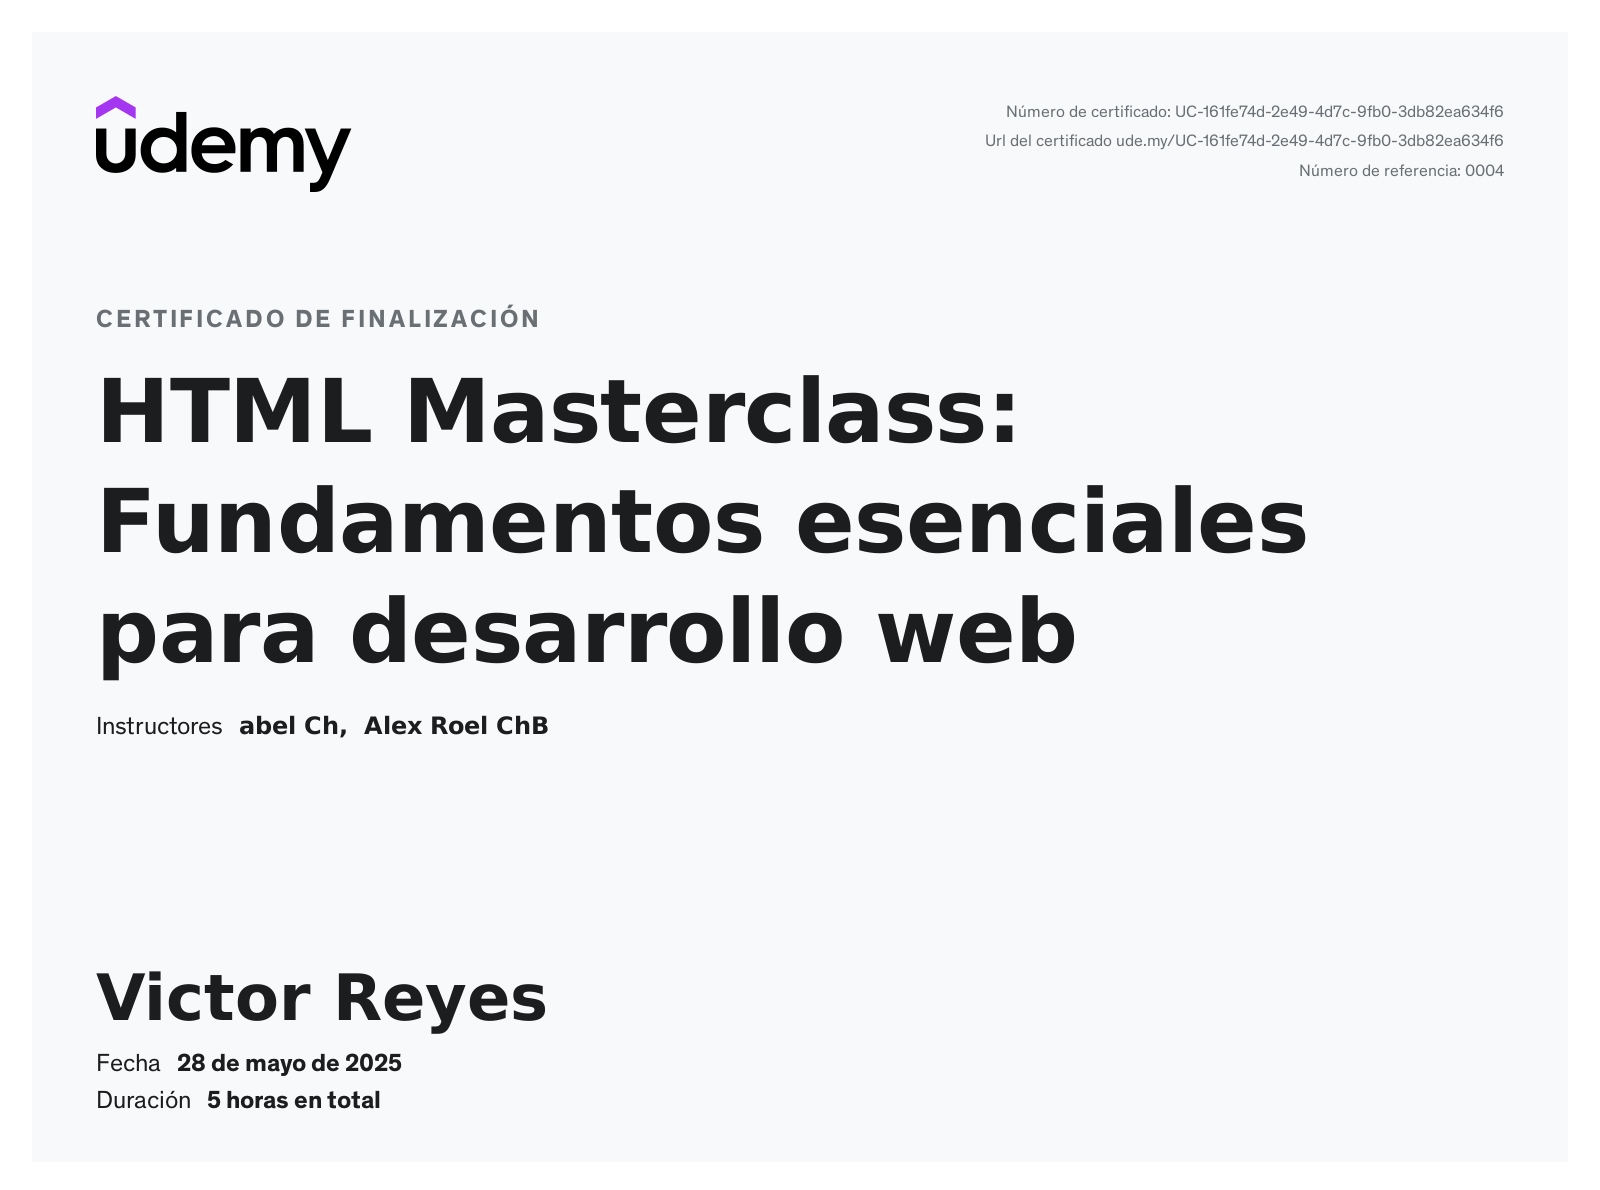 udemy
Número de certificado: UC-161fe74d-2e49-4d7c-9fb0-3db82ea634f6
Url del certificado ude.my/UC-161fe74d-2e49-4d7c-9fb0-3db82ea634f6
Número de referencia: 0004
CERTIFICADO DE FINALIZACIÓN
HTML Masterclass:
Fundamentos esenciales
para desarrollo web
Instructores abel Ch, Alex Roel ChB
Victor Reyes
Fecha 28 de mayo de 2025
Duración 5 horas en total